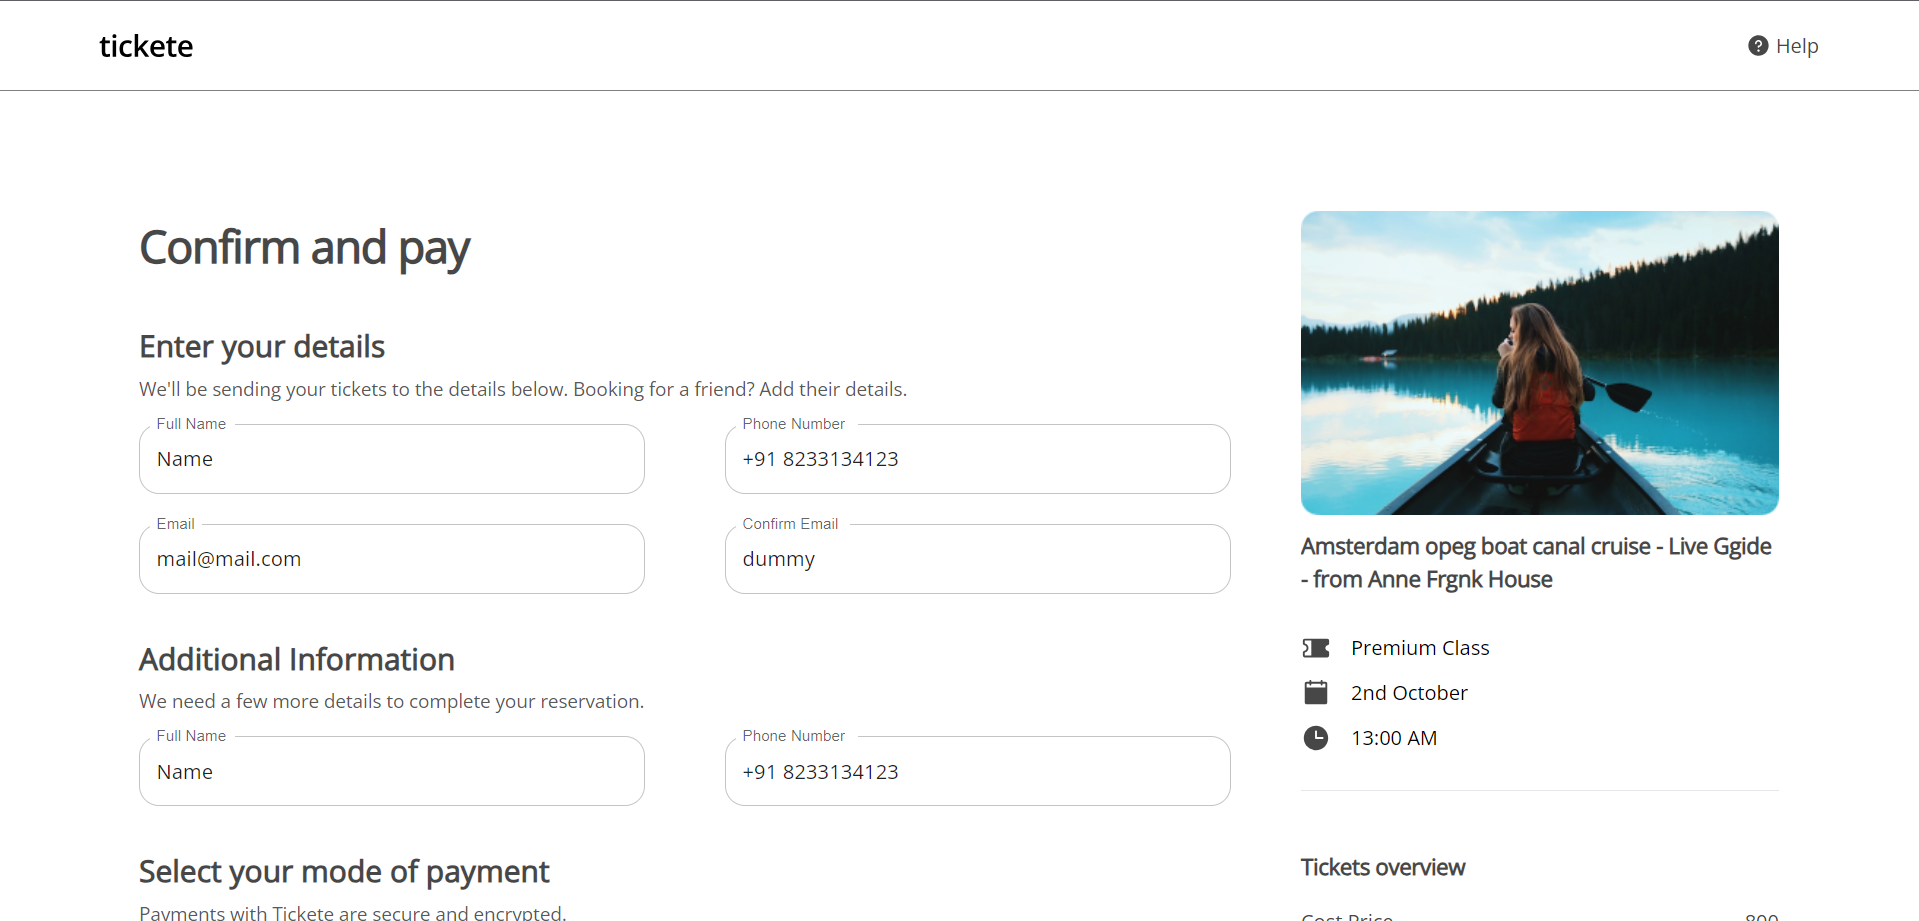 tickete
Help
Confirm and pay
Enter your details
We'll be sending your tickets to the details below. Booking for a friend? Add their details.
Full Name
Name
Phone Number
+91 8233134123
Email
mail@mail.com
Confirm Email
dummy
Additional Information
We need a few more details to complete your reservation.
Full Name
Name
Phone Number
+91 8233134123
Select your mode of payment
Payments with Tickete are secure and encrypted.
Amsterdam opeg boat canal cruise - Live Ggide
- from Anne Frgnk House
Premium Class
2nd October
13:00 AM
Tickets overview
Cost Price 800